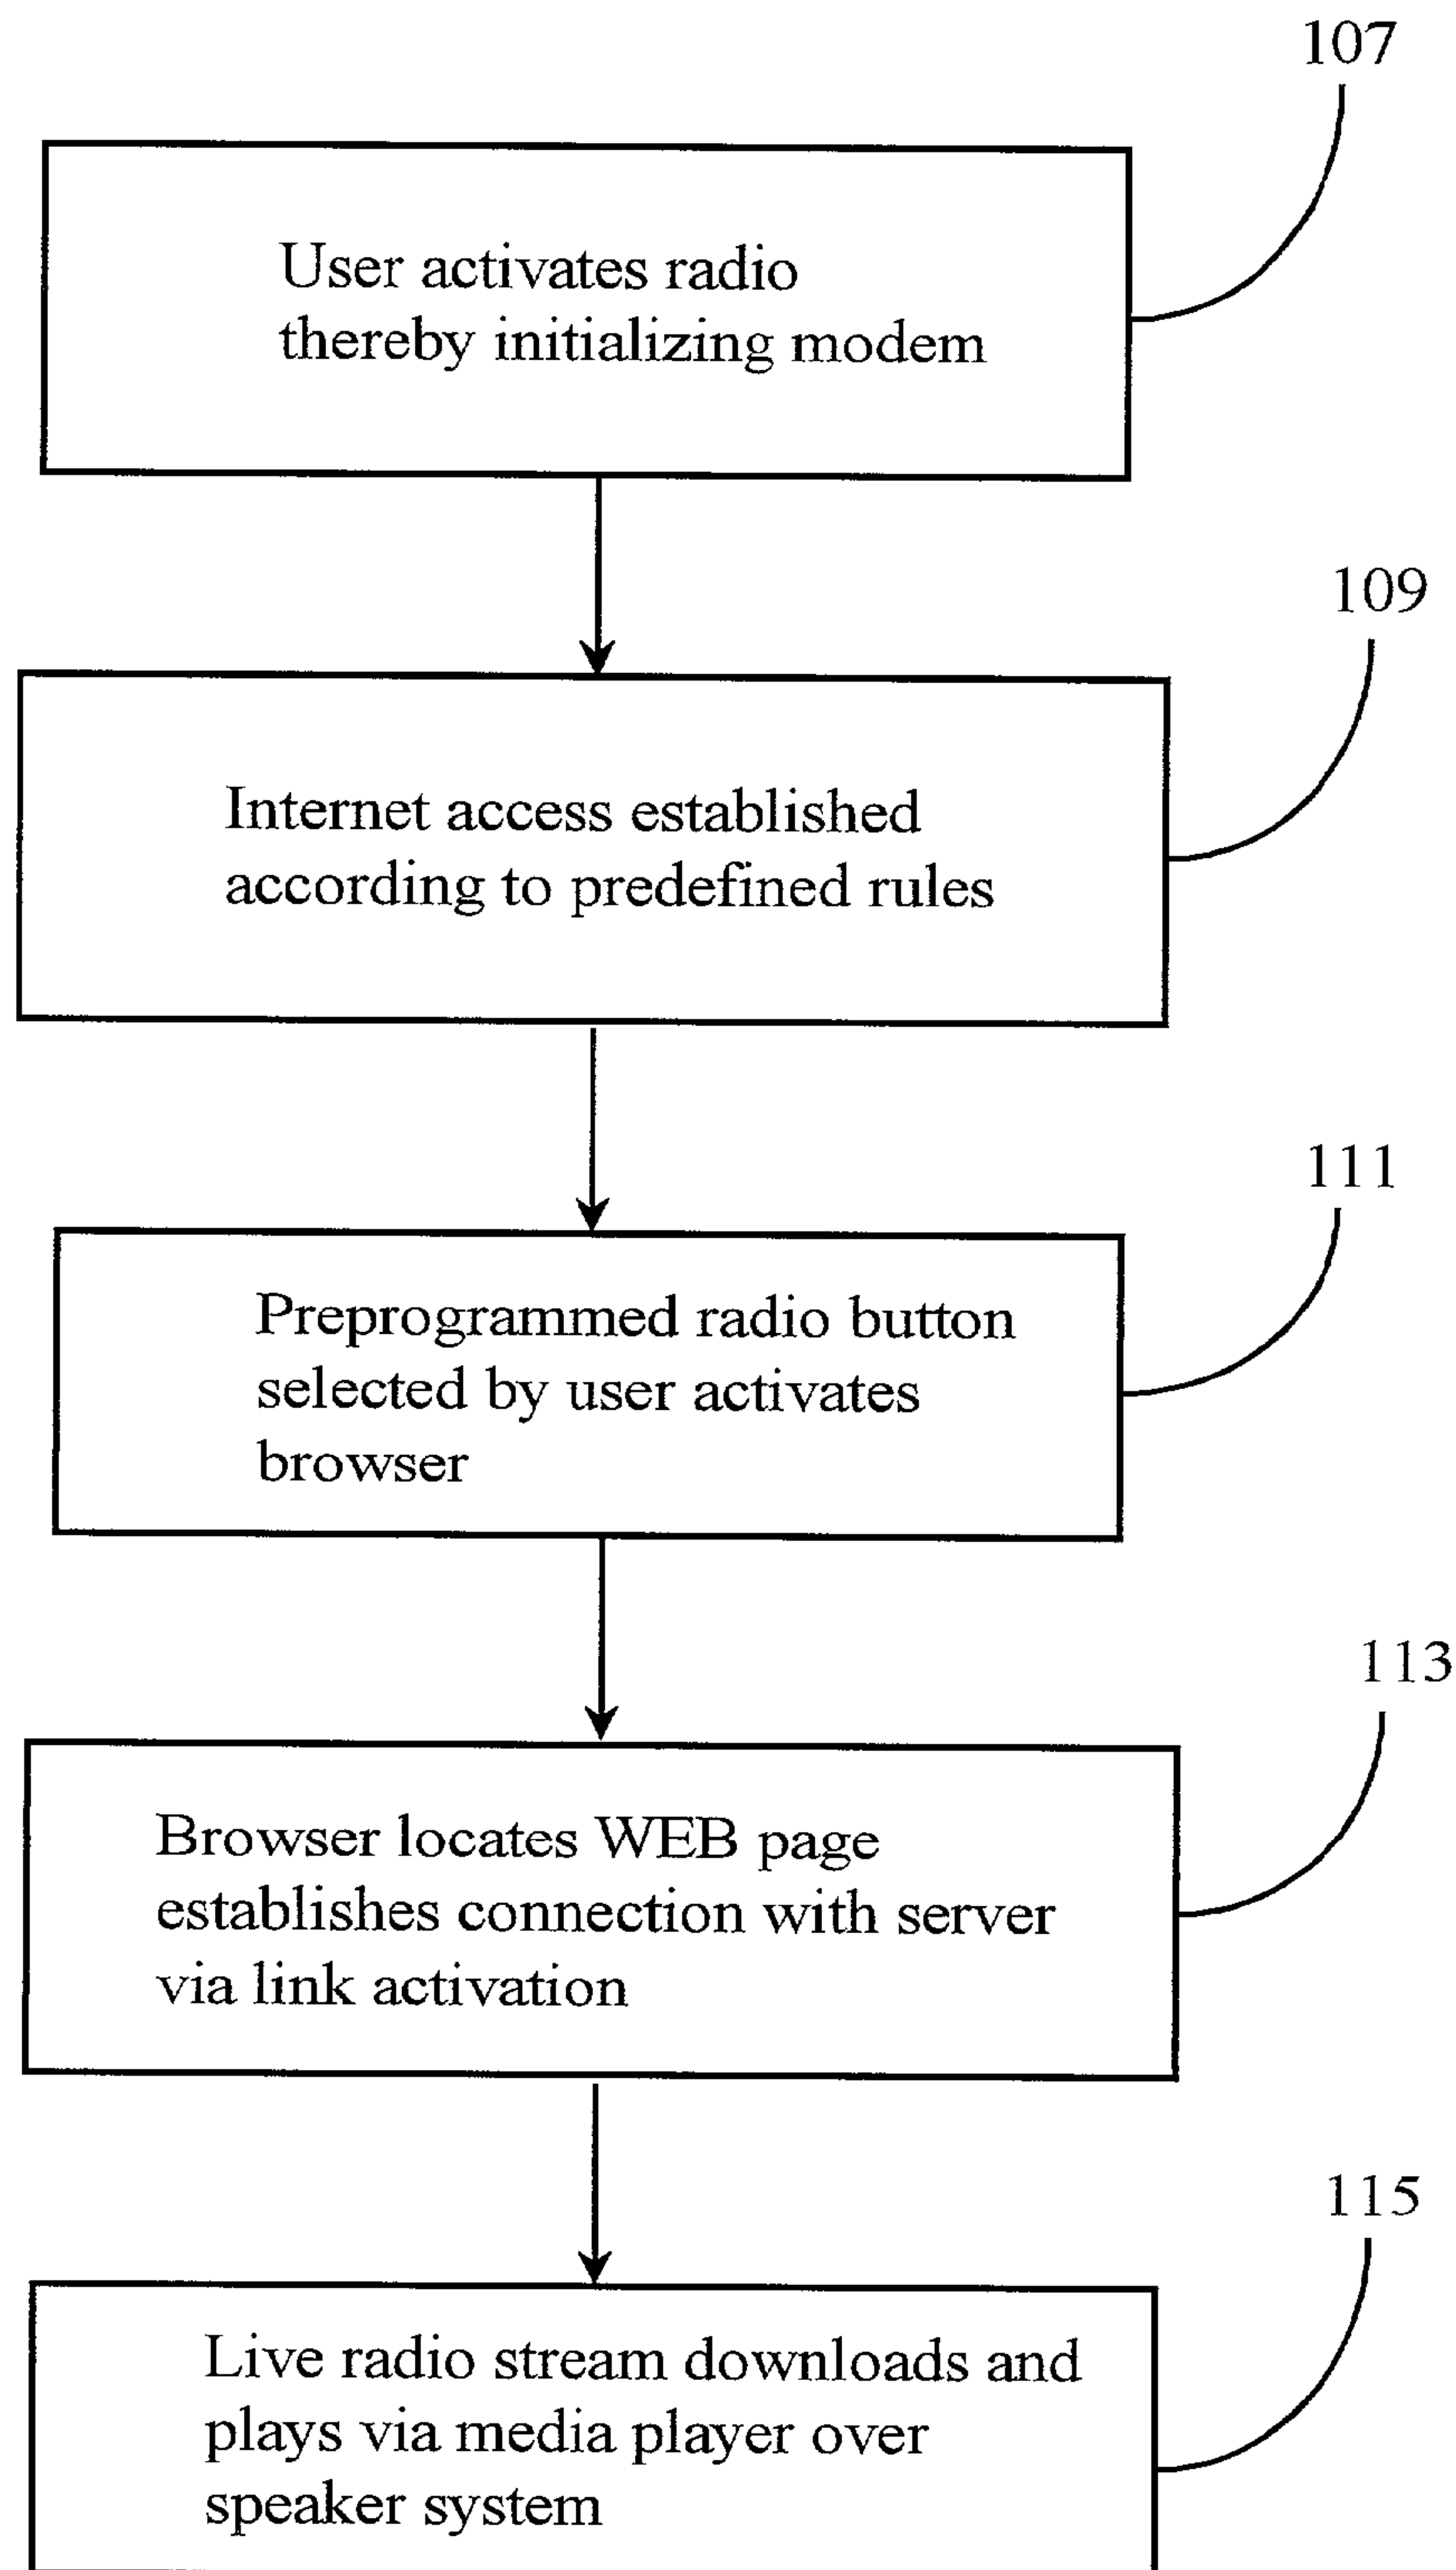 107
User activates radio
thereby initializing modem
109
Internet access established
according to predefined rules
111
Preprogrammed radio button
selected by user activates
browser
113
Browser locates WEB page
establishes connection with server
via link activation
115
Live radio stream downloads and
plays via media player over
speaker system